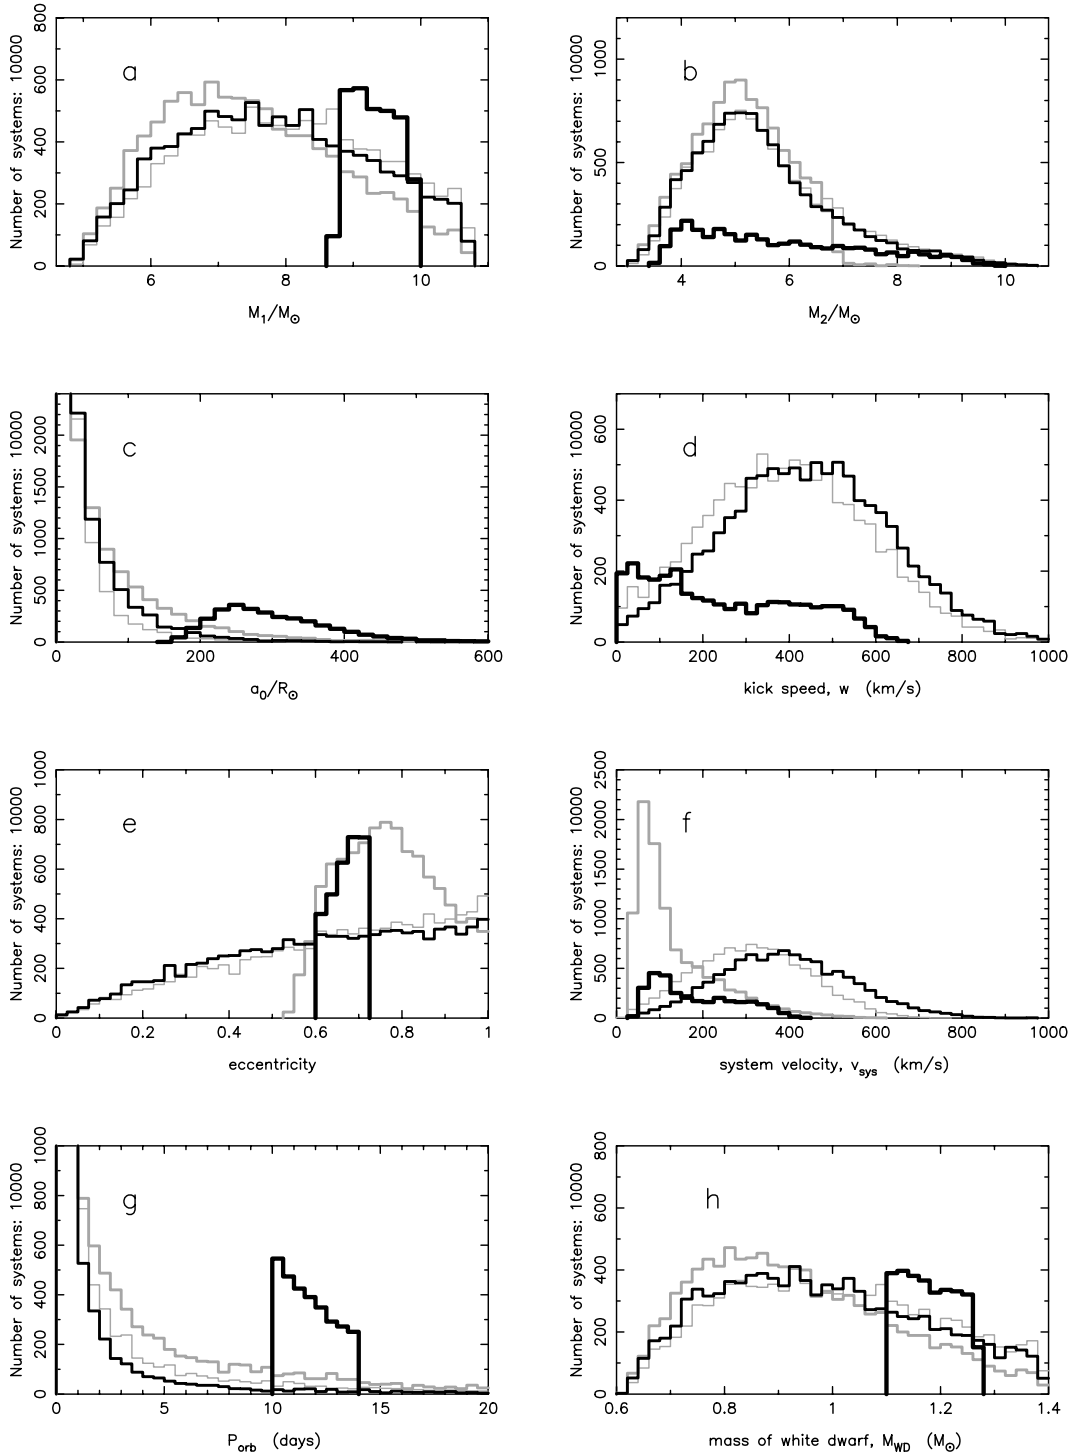 a
Number of systems: 10000
0 200 400 600 800
6 8 10
M₁/M☉
b
Number of systems: 10000
0 500 1000
4 6 8 10
M₂/M☉
c
Number of systems: 10000
0 500 1000 1500 2000
0 200 400 600
a₀/R☉
d
Number of systems: 10000
0 200 400 600
0 200 400 600 800 1000
kick speed, w (km/s)
e
Number of systems: 10000
0 200 400 600 800 1000
0 0.2 0.4 0.6 0.8 1
eccentricity
f
Number of systems: 10000
0 500 1000 1500 2000 2500
0 200 400 600 800 1000
system velocity, vsys (km/s)
g
Number of systems: 10000
0 200 400 600 800 1000
0 5 10 15 20
Porb (days)
h
Number of systems: 10000
0 200 400 600 800
0.6 0.8 1 1.2 1.4
mass of white dwarf, MWD (M☉)